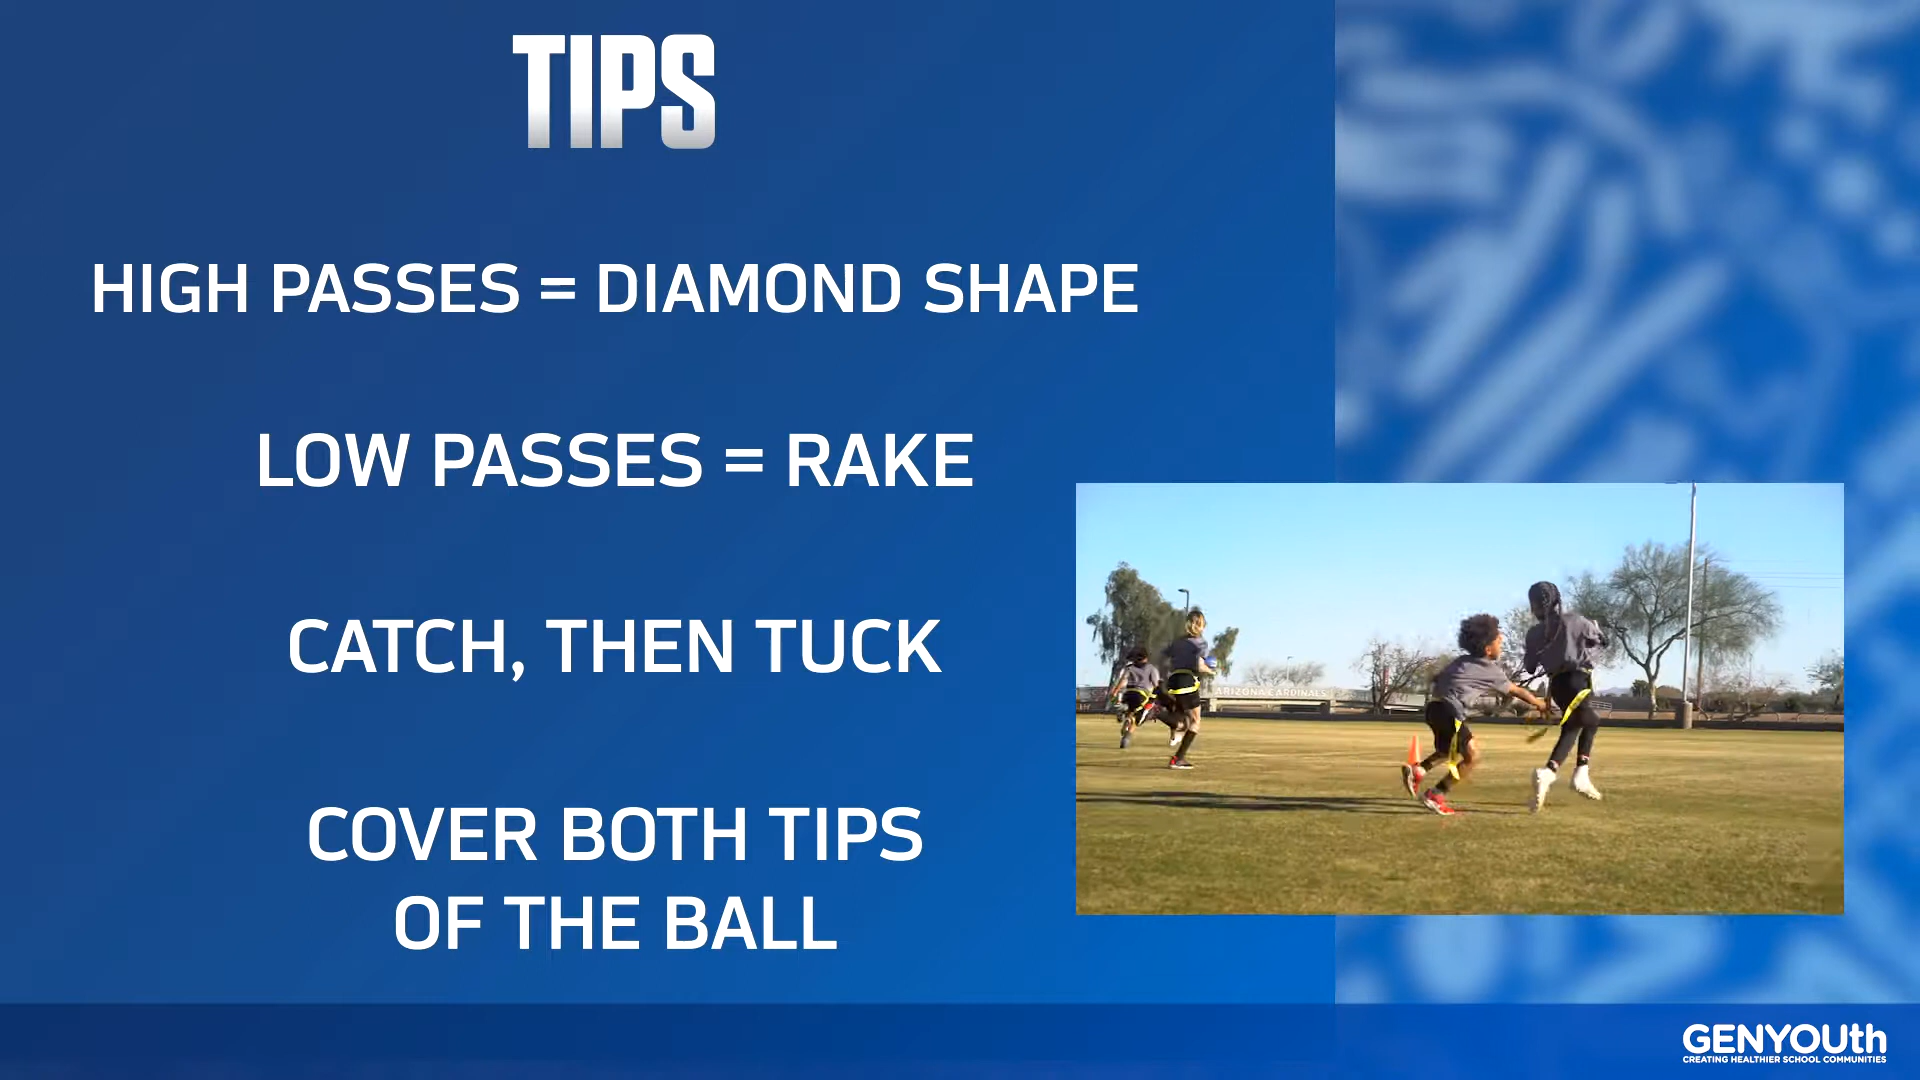 TIPS
HIGH PASSES = DIAMOND SHAPE
LOW PASSES = RAKE
CATCH, THEN TUCK
COVER BOTH TIPS
OF THE BALL
ARIZONA CARDINALS
GENYOUth
CREATING HEALTHIER SCHOOL COMMUNITIES